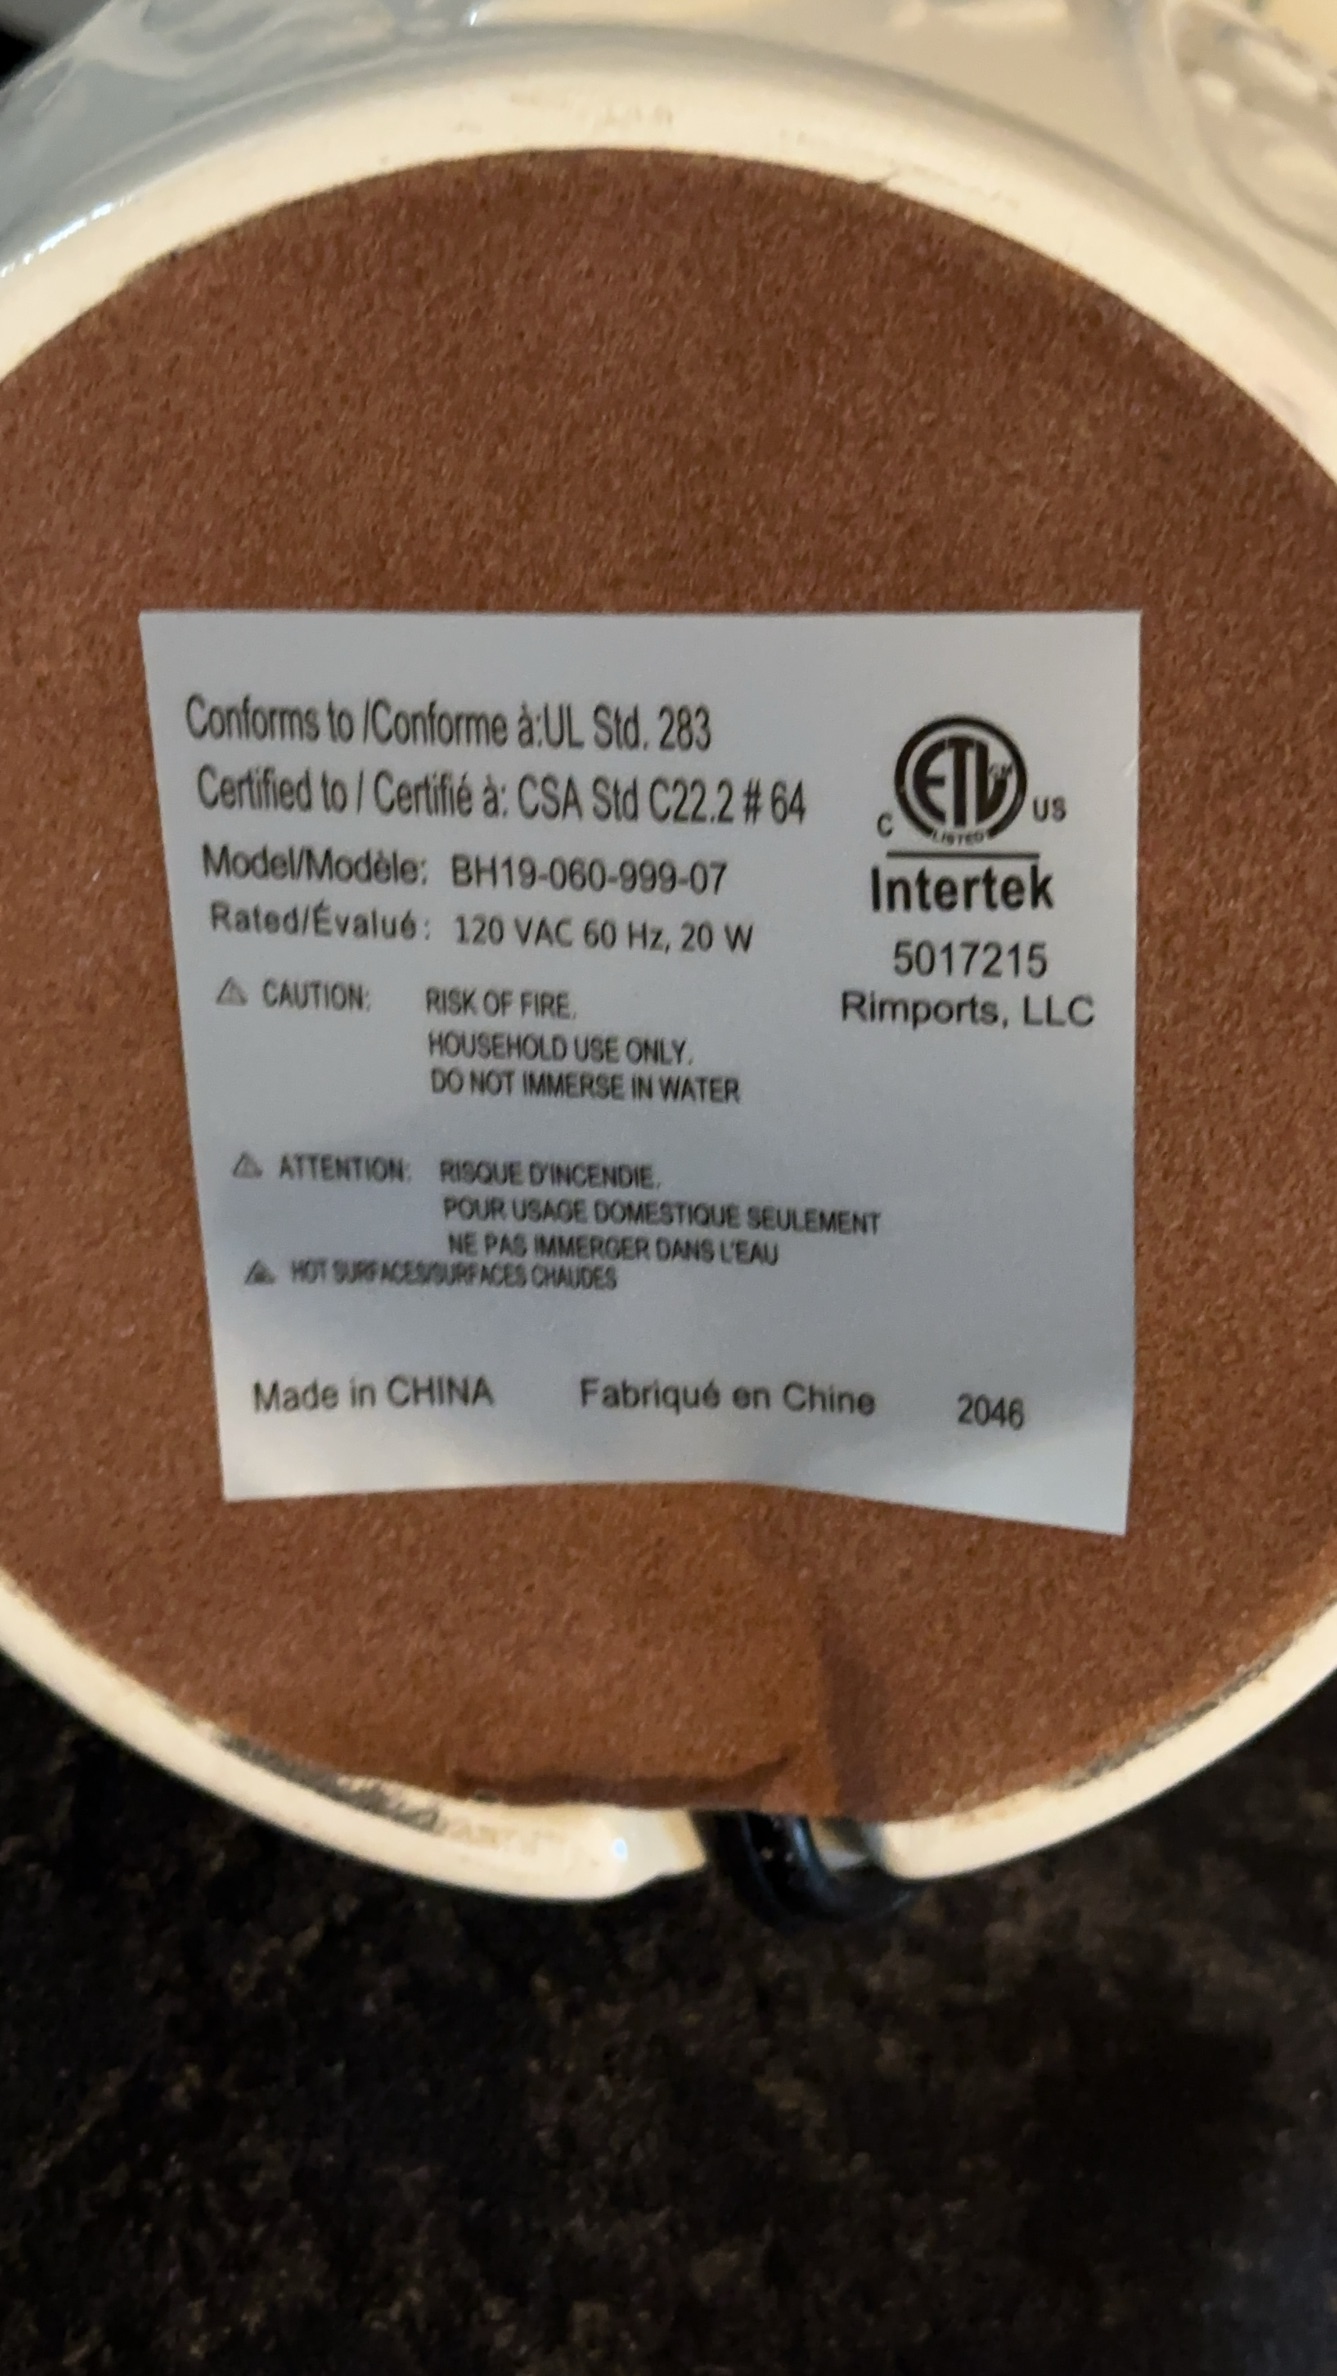 Conforms to /Conforme à:UL Std. 283
Certified to / Certifié à: CSA Std C22.2 # 64
Model/Modèle: BH19-060-999-07
Rated/Évalué: 120 VAC 60 Hz, 20 W
ETL
C US
LISTED
Intertek
5017215
Rimports, LLC
CAUTION: RISK OF FIRE.
HOUSEHOLD USE ONLY.
DO NOT IMMERSE IN WATER
ATTENTION: RISQUE D'INCENDIE.
POUR USAGE DOMESTIQUE SEULEMENT
NE PAS IMMERGER DANS L'EAU
HOT SURFACES/SURFACES CHAUDES
Made in CHINA Fabriqué en Chine 2046